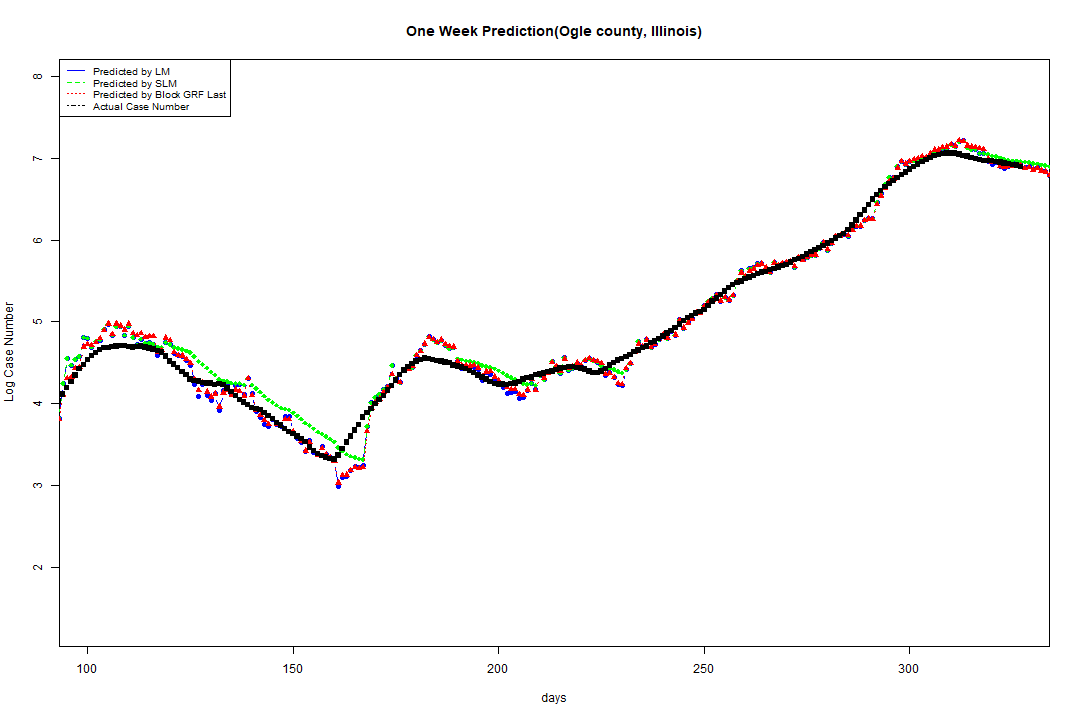 One Week Prediction(Ogle county, Illinois)
Predicted by LM
Predicted by SLM
Predicted by Block GRF Last
Actual Case Number
8
7
6
5
4
3
2
Log Case Number
100 150 200 250 300
days